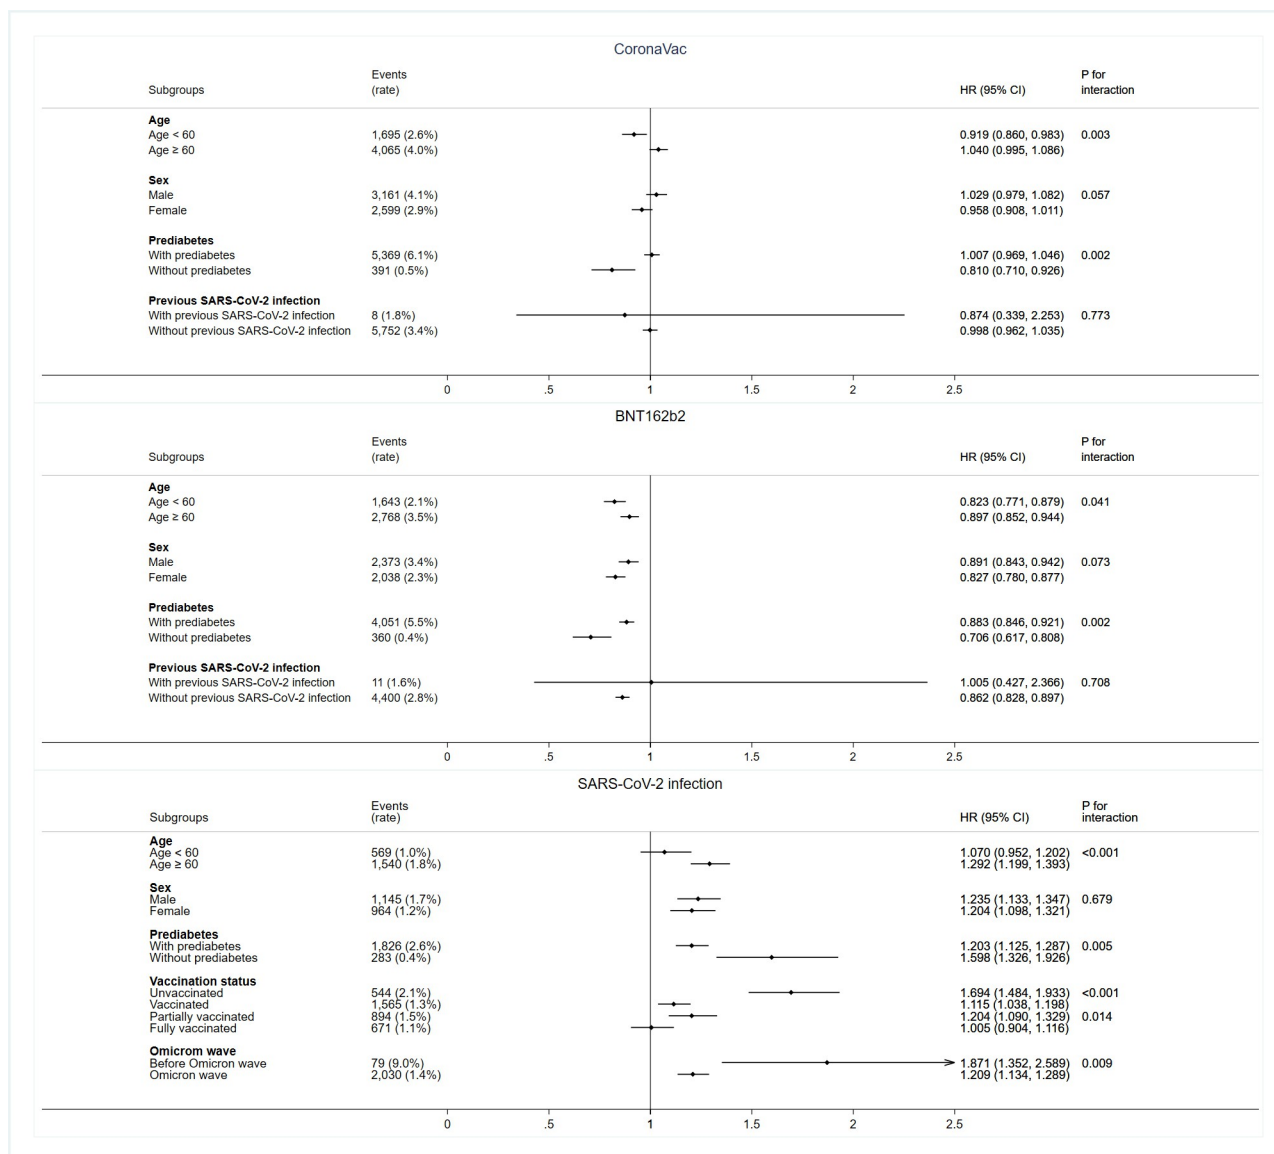 CoronaVac
Subgroups Events (rate) HR (95% CI) P for interaction
Age
Age < 60 1,695 (2.6%) 0.919 (0.860, 0.983) 0.003
Age ≥ 60 4,065 (4.0%) 1.040 (0.995, 1.086)
Sex
Male 3,161 (4.1%) 1.029 (0.979, 1.082) 0.057
Female 2,599 (2.9%) 0.958 (0.908, 1.011)
Prediabetes
With prediabetes 5,369 (6.1%) 1.007 (0.969, 1.046) 0.002
Without prediabetes 391 (0.5%) 0.810 (0.710, 0.926)
Previous SARS-CoV-2 infection
With previous SARS-CoV-2 infection 8 (1.8%) 0.874 (0.339, 2.253) 0.773
Without previous SARS-CoV-2 infection 5,752 (3.4%) 0.998 (0.962, 1.035)
0 .5 1 1.5 2 2.5
BNT162b2
Subgroups Events (rate) HR (95% CI) P for interaction
Age
Age < 60 1,643 (2.1%) 0.823 (0.771, 0.879) 0.041
Age ≥ 60 2,768 (3.5%) 0.897 (0.852, 0.944)
Sex
Male 2,373 (3.4%) 0.891 (0.843, 0.942) 0.073
Female 2,038 (2.3%) 0.827 (0.780, 0.877)
Prediabetes
With prediabetes 4,051 (5.5%) 0.883 (0.846, 0.921) 0.002
Without prediabetes 360 (0.4%) 0.706 (0.617, 0.808)
Previous SARS-CoV-2 infection
With previous SARS-CoV-2 infection 11 (1.6%) 1.005 (0.427, 2.366) 0.708
Without previous SARS-CoV-2 infection 4,400 (2.8%) 0.862 (0.828, 0.897)
0 .5 1 1.5 2 2.5
SARS-CoV-2 infection
Subgroups Events (rate) HR (95% CI) P for interaction
Age
Age < 60 569 (1.0%) 1.070 (0.952, 1.202) <0.001
Age ≥ 60 1,540 (1.8%) 1.292 (1.199, 1.393)
Sex
Male 1,145 (1.7%) 1.235 (1.133, 1.347) 0.679
Female 964 (1.2%) 1.204 (1.098, 1.321)
Prediabetes
With prediabetes 1,826 (2.6%) 1.203 (1.125, 1.287) 0.005
Without prediabetes 283 (0.4%) 1.598 (1.326, 1.926)
Vaccination status
Unvaccinated 544 (2.1%) 1.694 (1.484, 1.933) <0.001
Vaccinated 1,565 (1.3%) 1.115 (1.038, 1.198)
Partially vaccinated 894 (1.5%) 1.204 (1.090, 1.329) 0.014
Fully vaccinated 671 (1.1%) 1.005 (0.904, 1.116)
Omicrom wave
Before Omicron wave 79 (9.0%) 1.871 (1.352, 2.589) 0.009
Omicron wave 2,030 (1.4%) 1.209 (1.134, 1.289)
0 .5 1 1.5 2 2.5